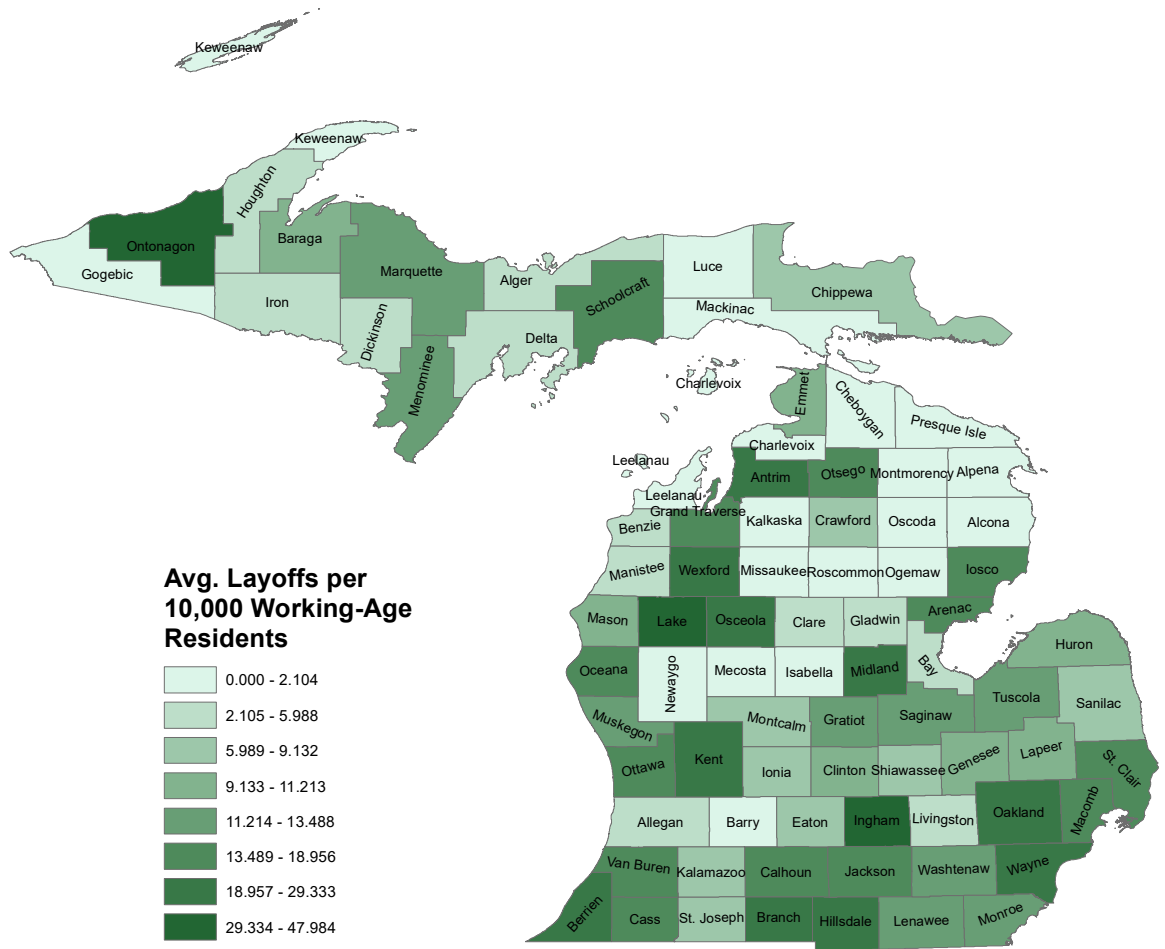 Keweenaw
Keweenaw
Houghton
Ontonagon
Baraga
Gogebic
Marquette
Iron
Alger
Luce
Schoolcraft
Chippewa
Mackinac
Dickinson
Delta
Menominee
Charlevoix
Emmet
Cheboygan
Presque Isle
Charlevoix
Leelanau
Antrim
Otsego
Montmorency
Alpena
Leelanau
Grand Traverse
Benzie
Kalkaska
Crawford
Oscoda
Alcona
Manistee
Wexford
Missaukee
Roscommon
Ogemaw
Iosco
Mason
Lake
Osceola
Clare
Gladwin
Arenac
Huron
Oceana
Newaygo
Mecosta
Isabella
Midland
Bay
Tuscola
Sanilac
Muskegon
Montcalm
Gratiot
Saginaw
Ottawa
Kent
Ionia
Clinton
Shiawassee
Genesee
Lapeer
St. Clair
Allegan
Barry
Eaton
Ingham
Livingston
Oakland
Macomb
Van Buren
Kalamazoo
Calhoun
Jackson
Washtenaw
Wayne
Berrien
Cass
St. Joseph
Branch
Hillsdale
Lenawee
Monroe
Avg. Layoffs per
10,000 Working-Age
Residents
0.000 - 2.104
2.105 - 5.988
5.989 - 9.132
9.133 - 11.213
11.214 - 13.488
13.489 - 18.956
18.957 - 29.333
29.334 - 47.984